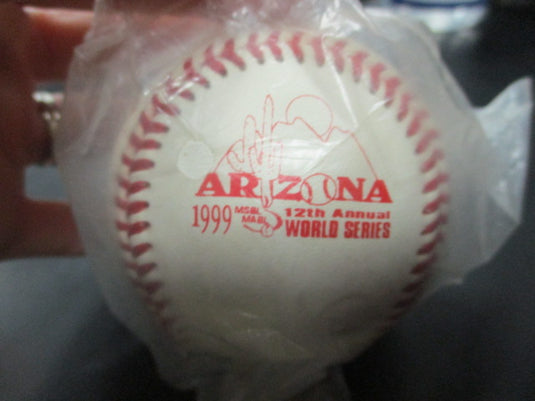 ARIZONA
1999 MSBL MABL 12th Annual
WORLD SERIES